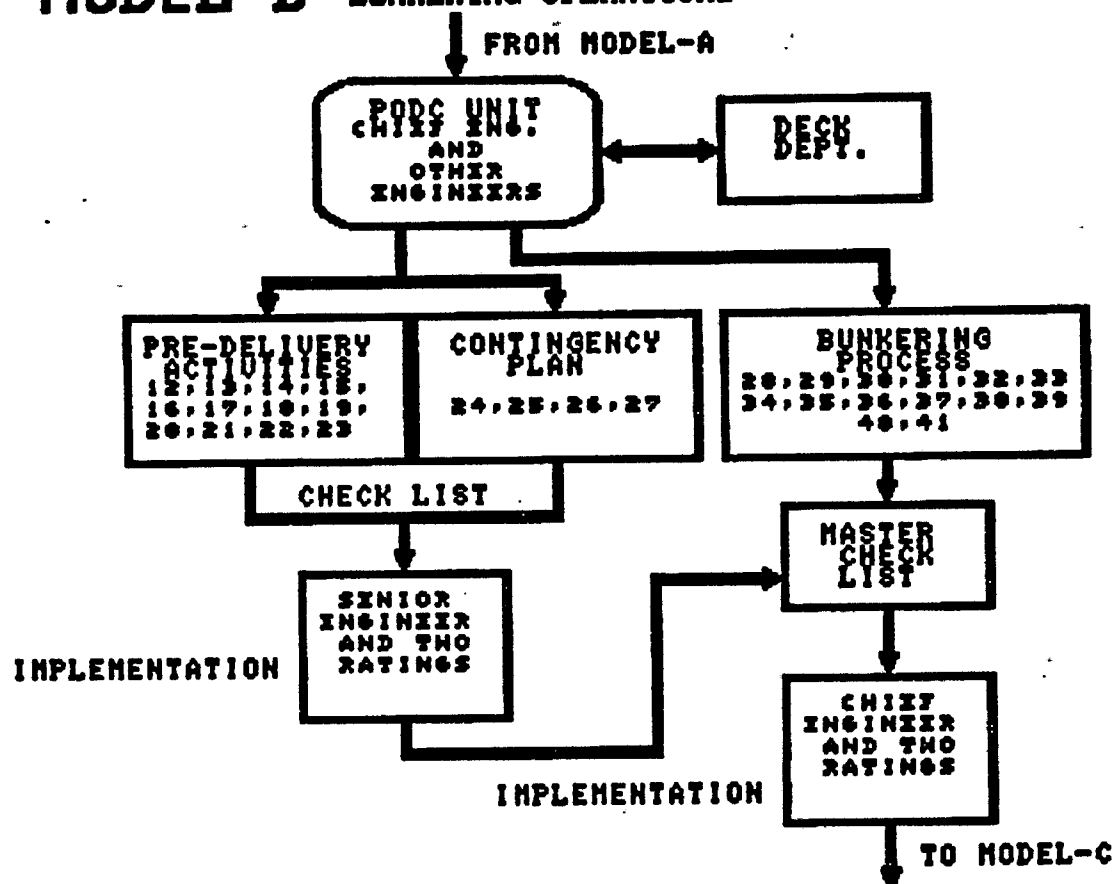 MODEL-B BUNKERING OPERATIONS
FROM MODEL-A
PODC UNIT
CHIEF ENG.
AND
OTHER
ENGINEERS
DECK
DEPT.
PRE-DELIVERY
ACTIVITIES
12,13,14,15,
16,17,18,19,
20,21,22,23
CONTINGENCY
PLAN
24,25,26,27
BUNKERING
PROCESS
28,29,30,31,32,33
34,35,36,37,38,39
40,41
CHECK LIST
MASTER
CHECK
LIST
SENIOR
ENGINEER
AND TWO
RATINGS
IMPLEMENTATION
CHIEF
ENGINEER
AND TWO
RATINGS
IMPLEMENTATION
TO MODEL-C